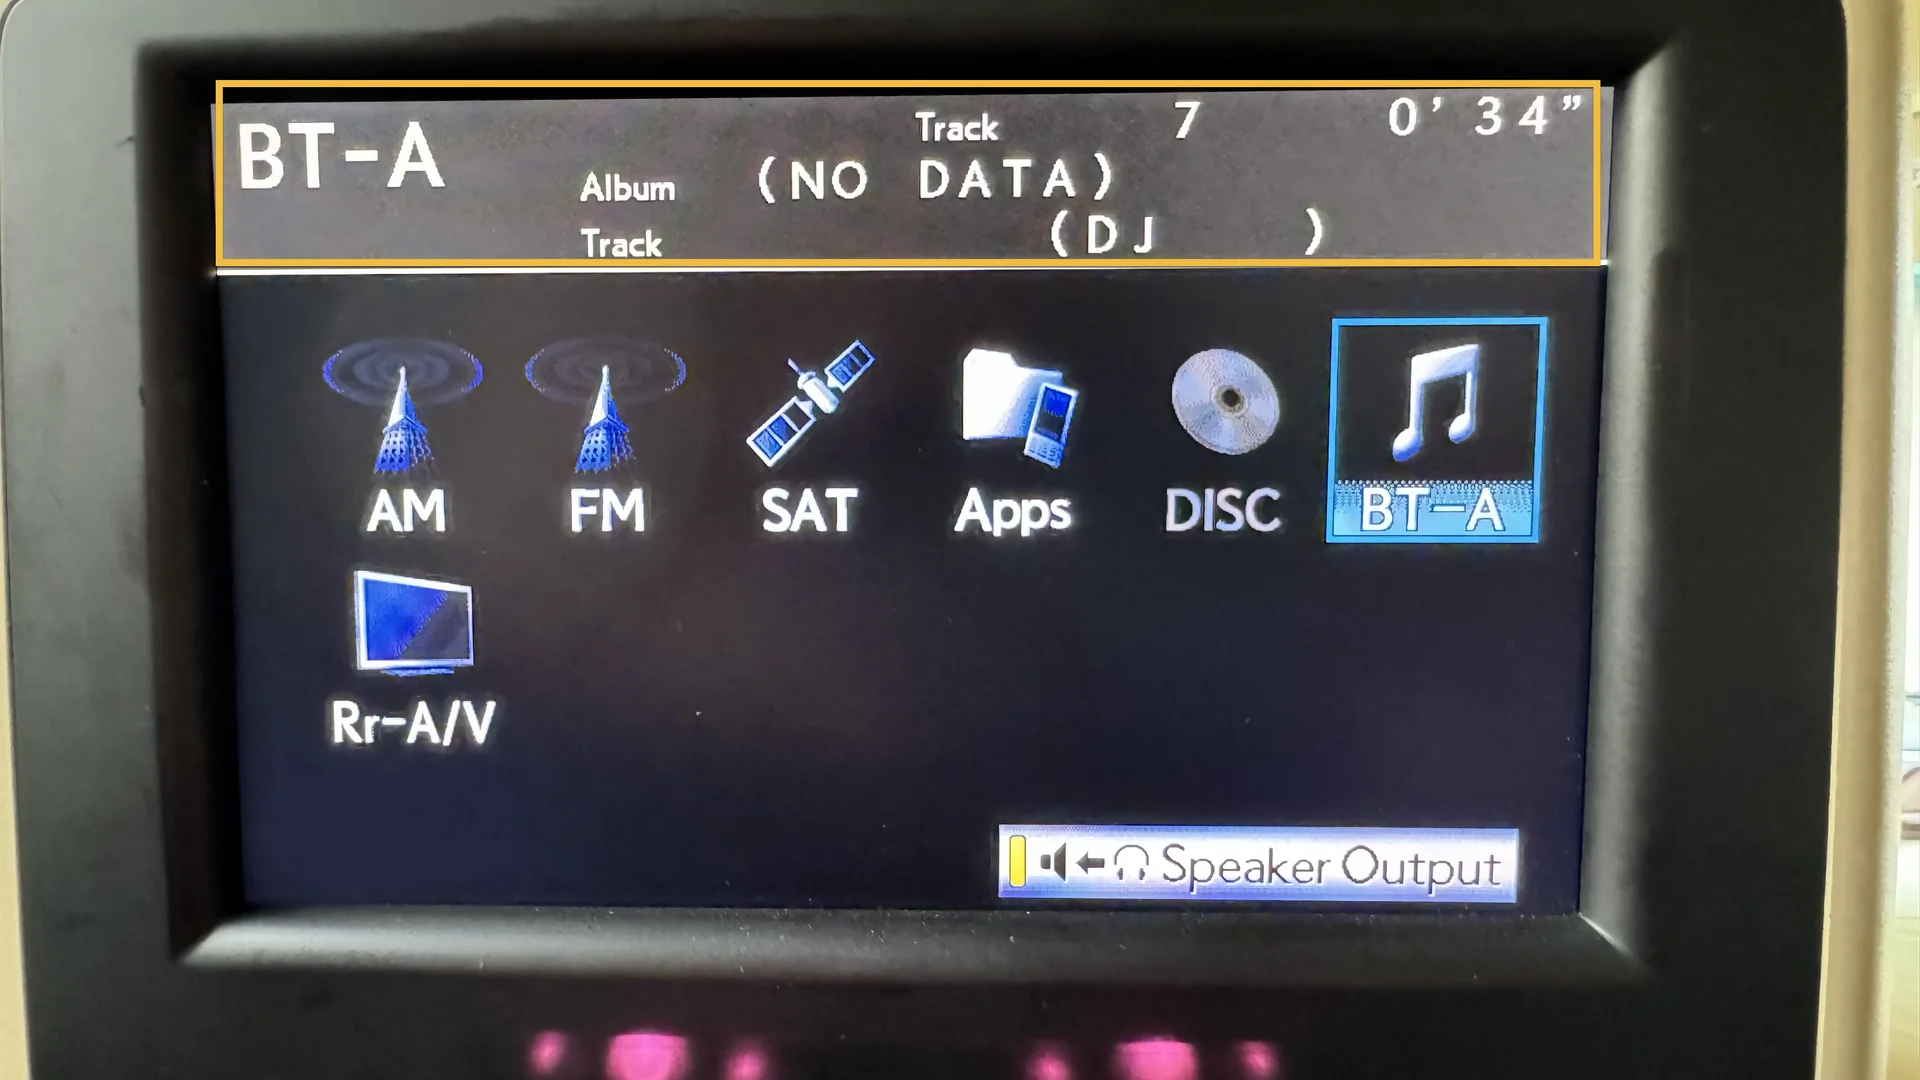 BT-A
Track 7 0'34"
Album (NO DATA)
Track (DJ )
AM FM SAT Apps DISC BT-A
Rr-A/V
Speaker Output